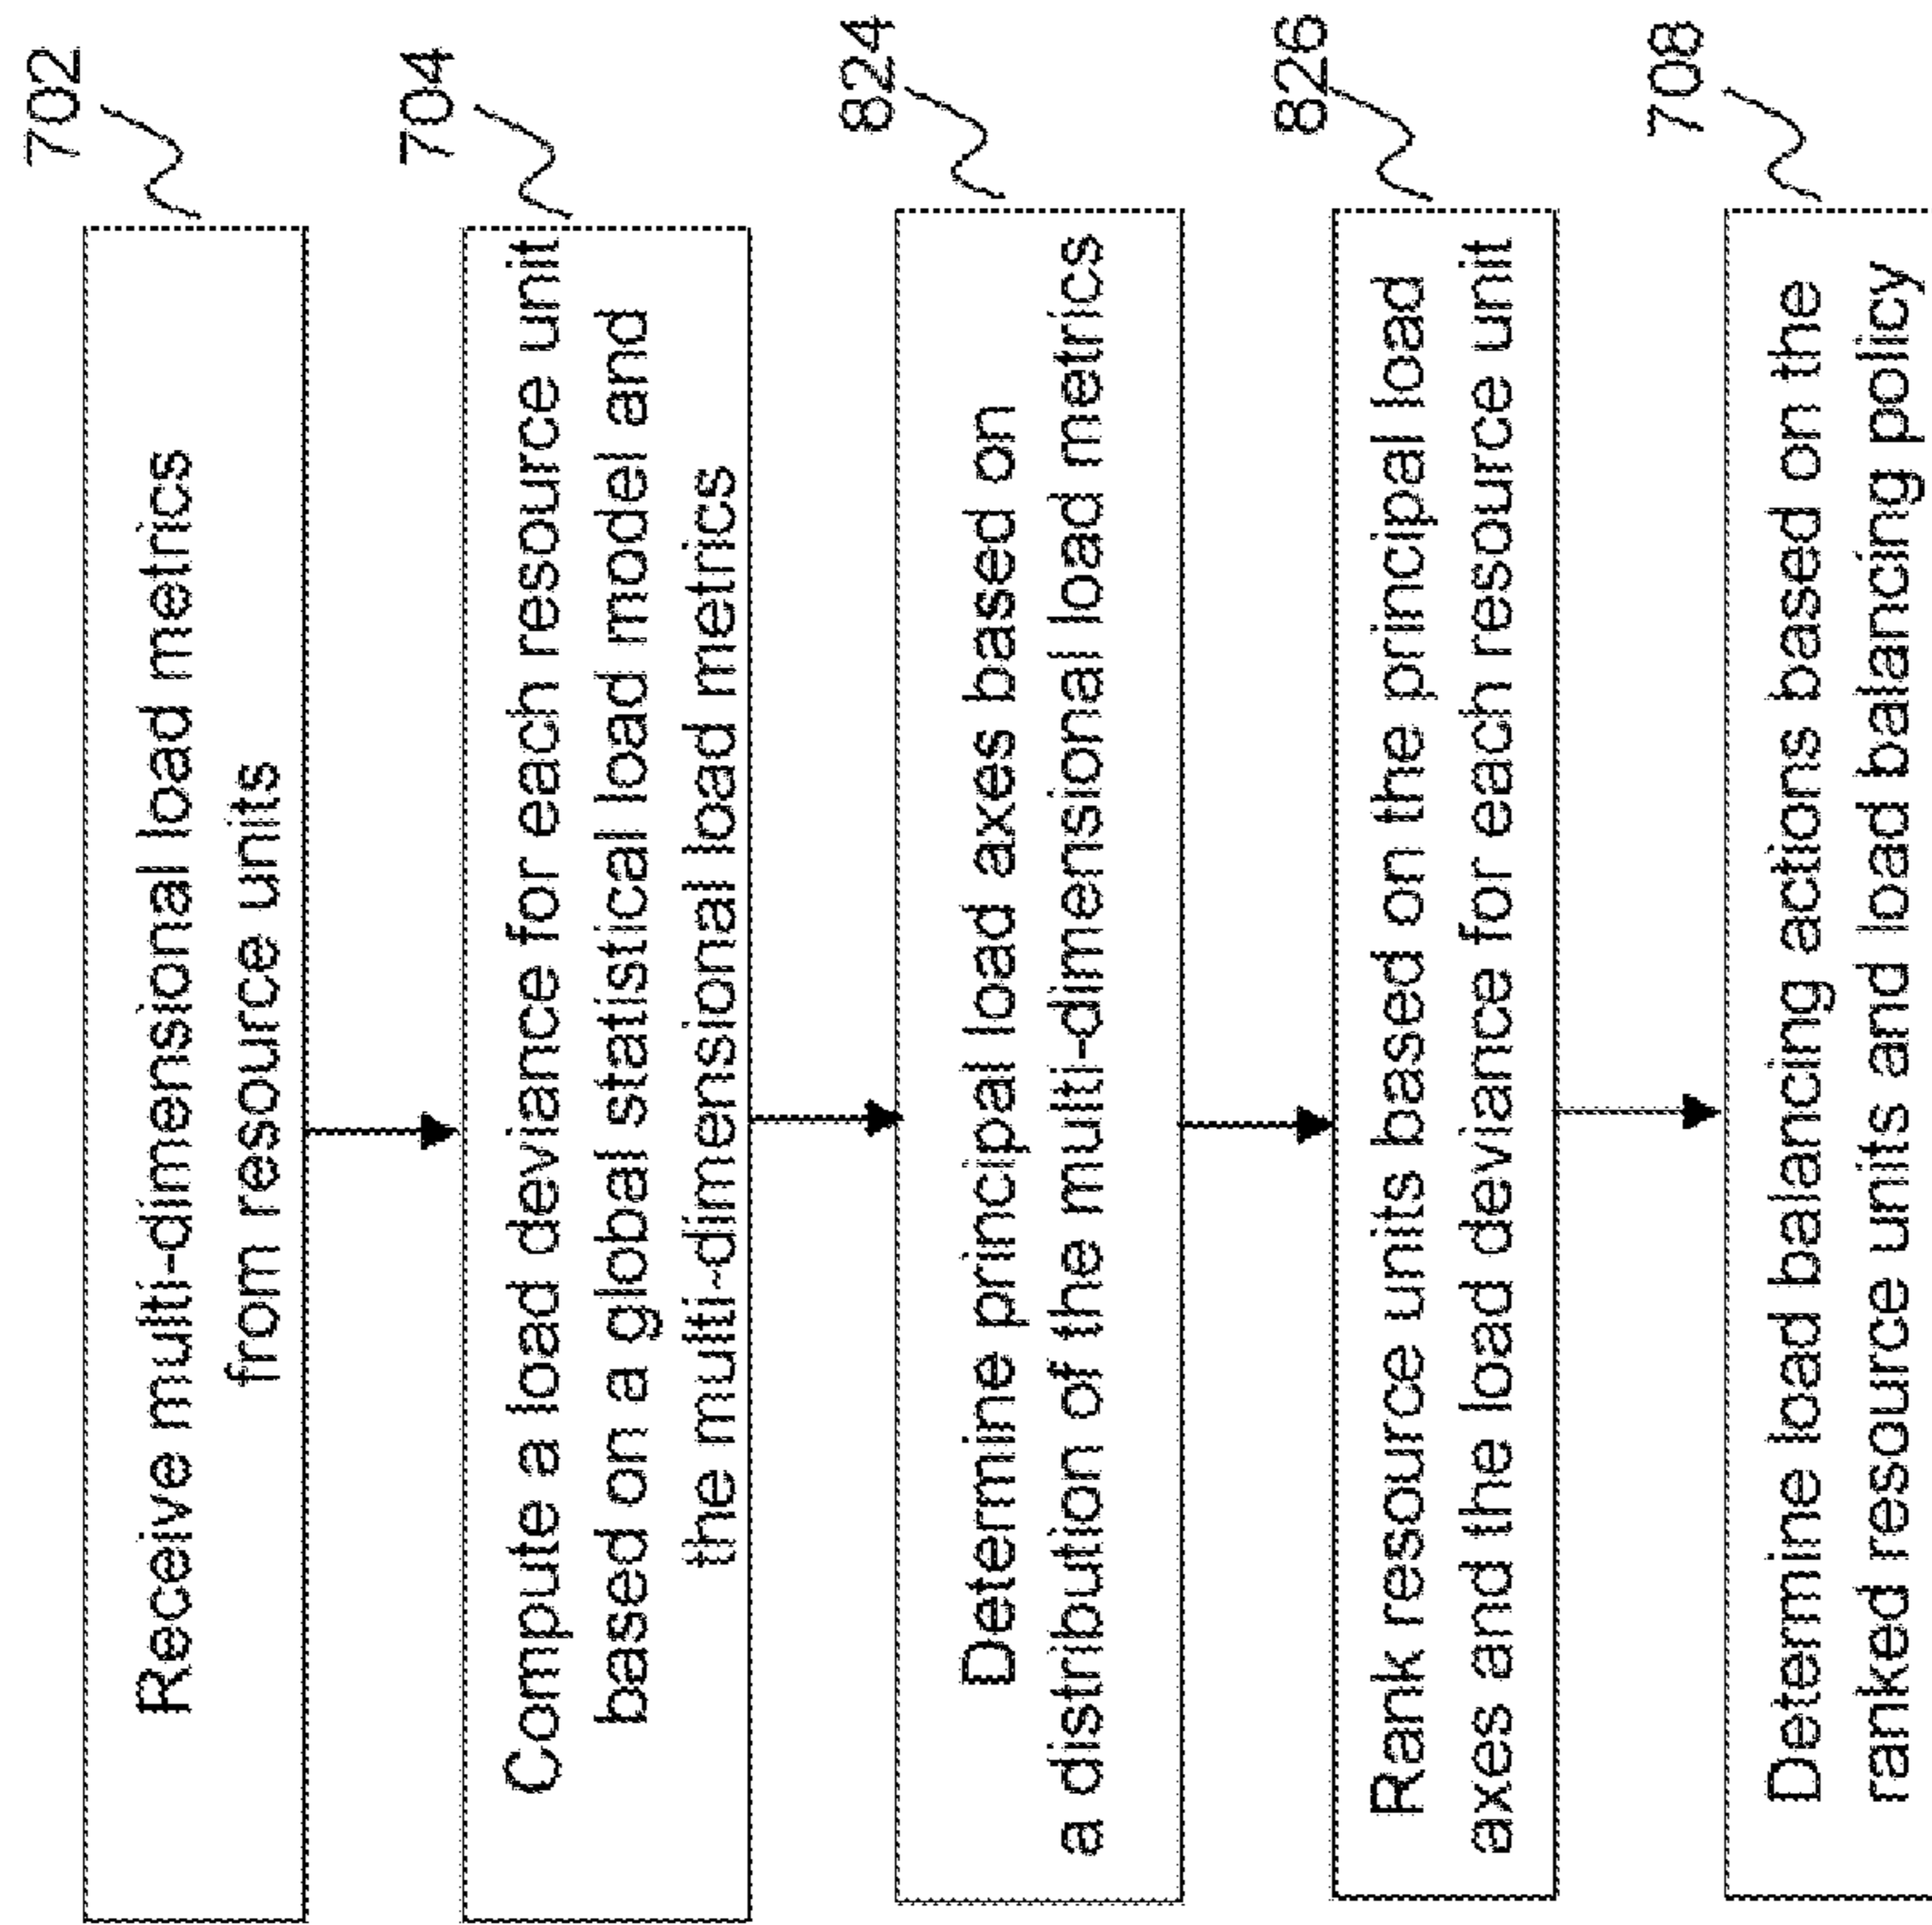 702
Receive multi-dimensional load metrics
from resource units
704
Compute a load deviance for each resource unit
based on a global statistical load model and
the multi-dimensional load metrics
824
Determine principal load axes based on
a distribution of the multi-dimensional load metrics
826
Rank resource units based on the principal load
axes and the load deviance for each resource unit
708
Determine load balancing actions based on the
ranked resource units and load balancing policy